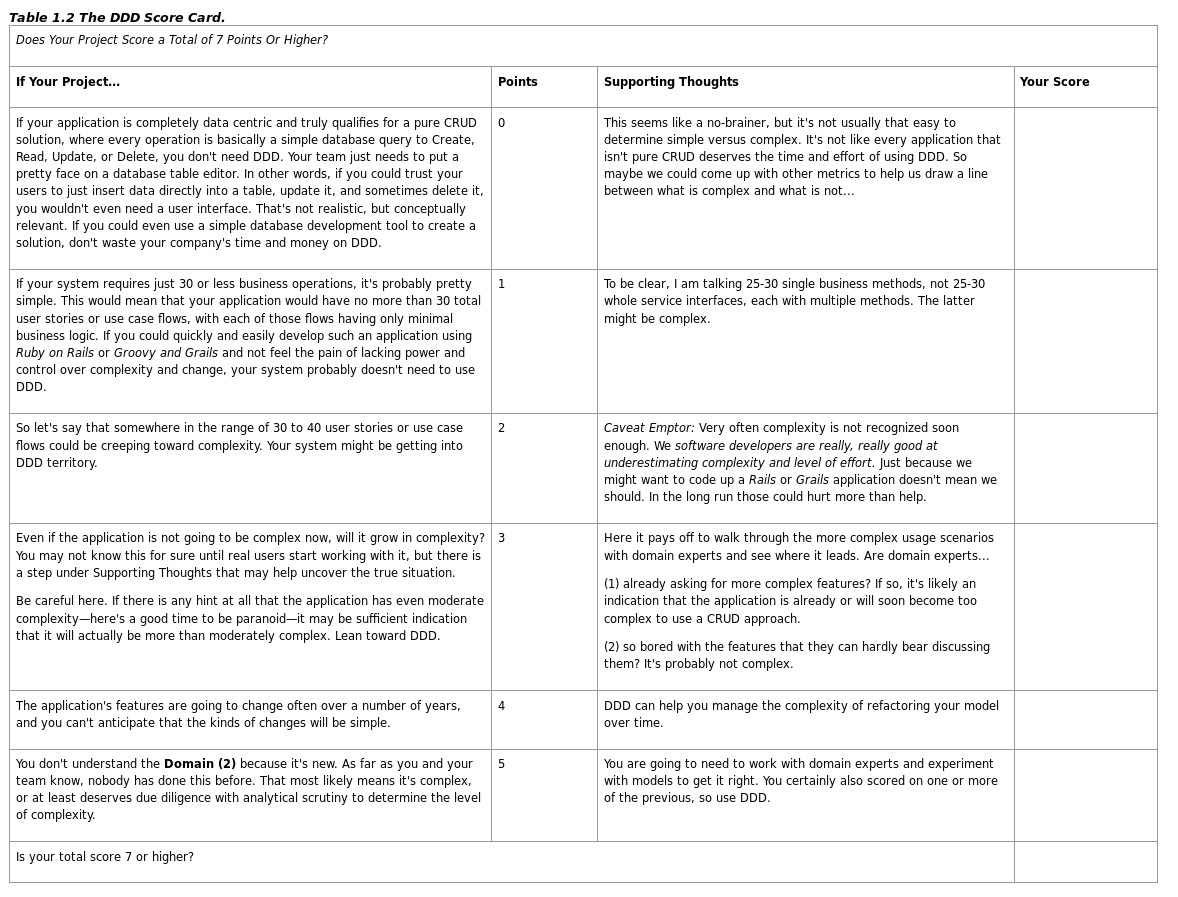 Table 1.2 The DDD Score Card.
Does Your Project Score a Total of 7 Points Or Higher?
If Your Project...
Points
Supporting Thoughts
Your Score
If your application is completely data centric and truly qualifies for a pure CRUD
solution, where every operation is basically a simple database query to Create,
Read, Update, or Delete, you don't need DDD. Your team just needs to put a
pretty face on a database table editor. In other words, if you could trust your
users to just insert data directly into a table, update it, and sometimes delete it,
you wouldn't even need a user interface. That's not realistic, but conceptually
relevant. If you could even use a simple database development tool to create a
solution, don't waste your company's time and money on DDD.
0
This seems like a no-brainer, but it's not usually that easy to
determine simple versus complex. It's not like every application that
isn't pure CRUD deserves the time and effort of using DDD. So
maybe we could come up with other metrics to help us draw a line
between what is complex and what is not...
If your system requires just 30 or less business operations, it's probably pretty
simple. This would mean that your application would have no more than 30 total
user stories or use case flows, with each of those flows having only minimal
business logic. If you could quickly and easily develop such an application using
Ruby on Rails or Groovy and Grails and not feel the pain of lacking power and
control over complexity and change, your system probably doesn't need to use
DDD.
1
To be clear, I am talking 25-30 single business methods, not 25-30
whole service interfaces, each with multiple methods. The latter
might be complex.
So let's say that somewhere in the range of 30 to 40 user stories or use case
flows could be creeping toward complexity. Your system might be getting into
DDD territory.
2
Caveat Emptor: Very often complexity is not recognized soon
enough. We software developers are really, really good at
underestimating complexity and level of effort. Just because we
might want to code up a Rails or Grails application doesn't mean we
should. In the long run those could hurt more than help.
Even if the application is not going to be complex now, will it grow in complexity?
You may not know this for sure until real users start working with it, but there is
a step under Supporting Thoughts that may help uncover the true situation.
Be careful here. If there is any hint at all that the application has even moderate
complexity—here's a good time to be paranoid—it may be sufficient indication
that it will actually be more than moderately complex. Lean toward DDD.
3
Here it pays off to walk through the more complex usage scenarios
with domain experts and see where it leads. Are domain experts...
(1) already asking for more complex features? If so, it's likely an
indication that the application is already or will soon become too
complex to use a CRUD approach.
(2) so bored with the features that they can hardly bear discussing
them? It's probably not complex.
The application's features are going to change often over a number of years,
and you can't anticipate that the kinds of changes will be simple.
4
DDD can help you manage the complexity of refactoring your model
over time.
You don't understand the Domain (2) because it's new. As far as you and your
team know, nobody has done this before. That most likely means it's complex,
or at least deserves due diligence with analytical scrutiny to determine the level
of complexity.
5
You are going to need to work with domain experts and experiment
with models to get it right. You certainly also scored on one or more
of the previous, so use DDD.
Is your total score 7 or higher?